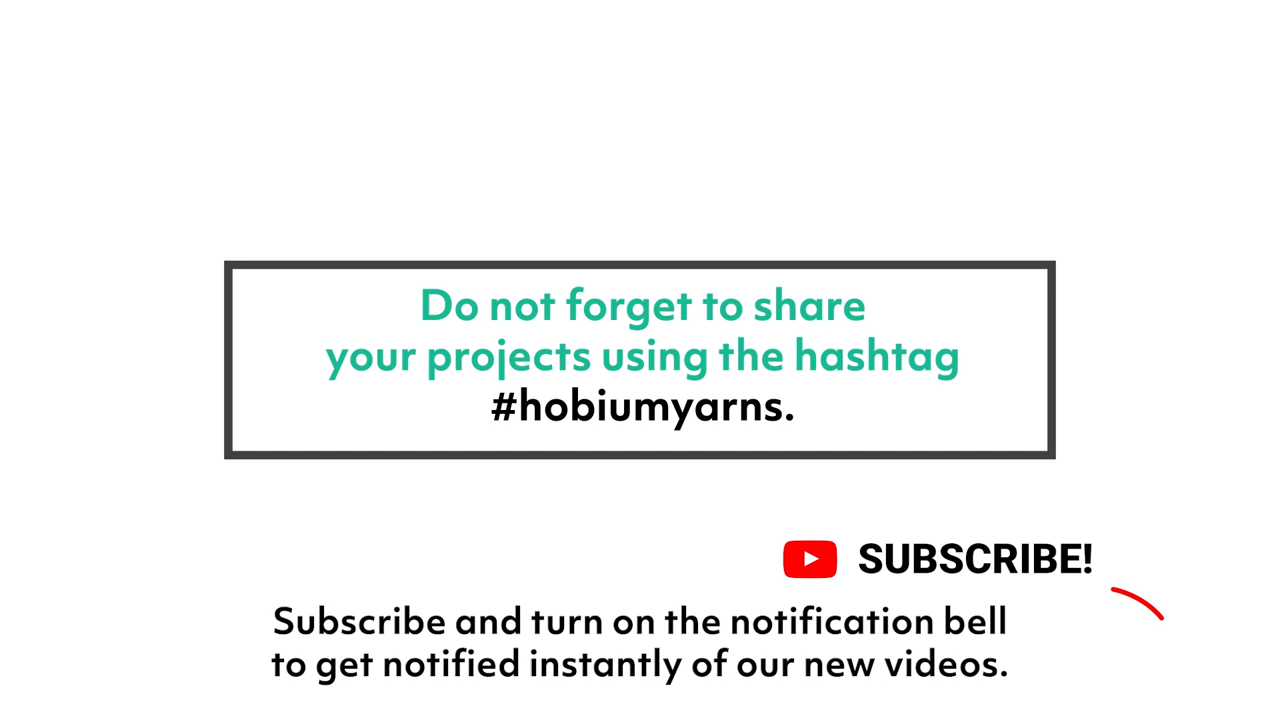 Do not forget to share
your projects using the hashtag
#hobiumyarns.
SUBSCRIBE!
Subscribe and turn on the notification bell
to get notified instantly of our new videos.